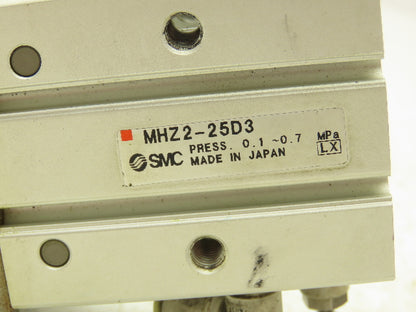 MHZ2-25D3
SMC PRESS. 0.1 ~0.7 MPa
MADE IN JAPAN LX